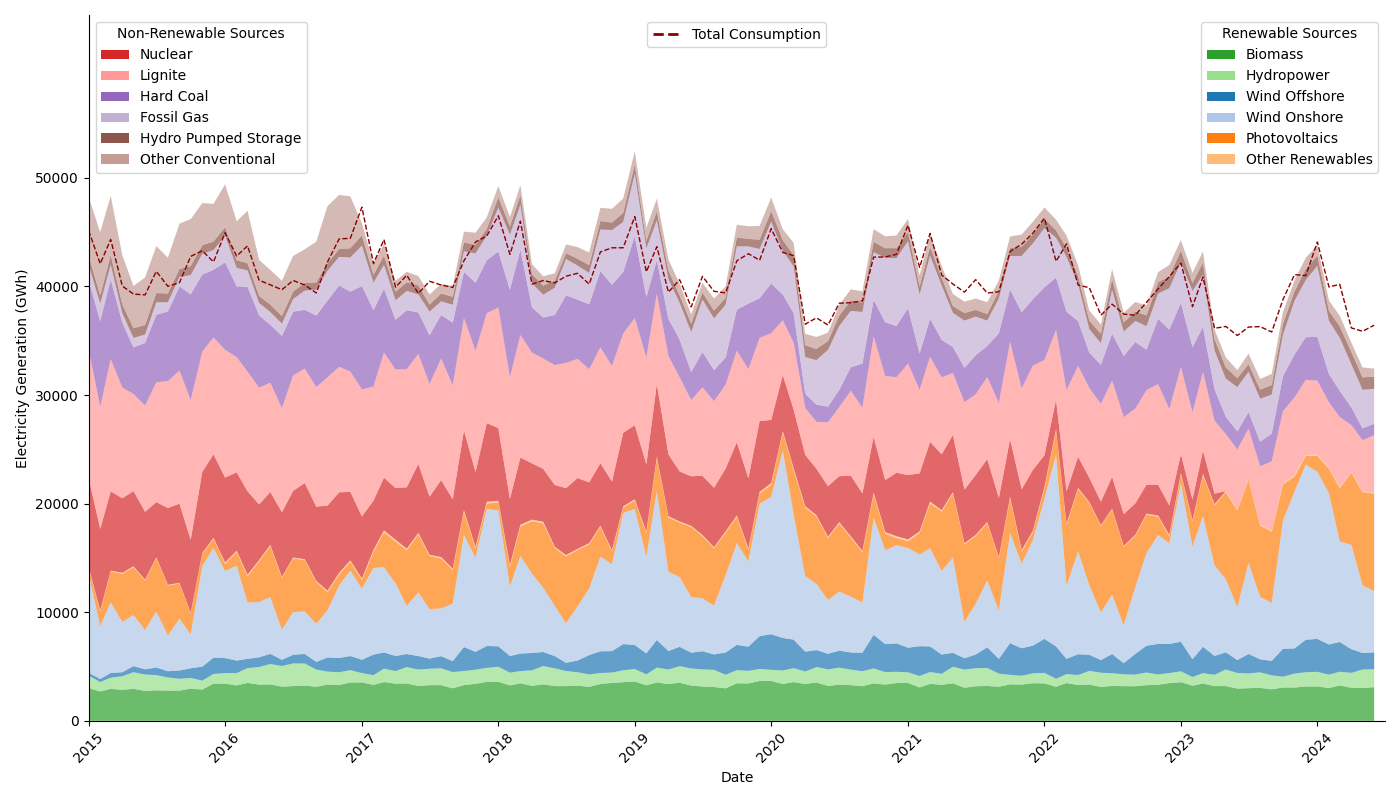 Non-Renewable Sources
Nuclear
Lignite
Hard Coal
Fossil Gas
Hydro Pumped Storage
Other Conventional
Total Consumption
Renewable Sources
Biomass
Hydropower
Wind Offshore
Wind Onshore
Photovoltaics
Other Renewables
Electricity Generation (GWh)
50000
40000
30000
20000
10000
0
2015
2016
2017
2018
2019
2020
2021
2022
2023
2024
Date